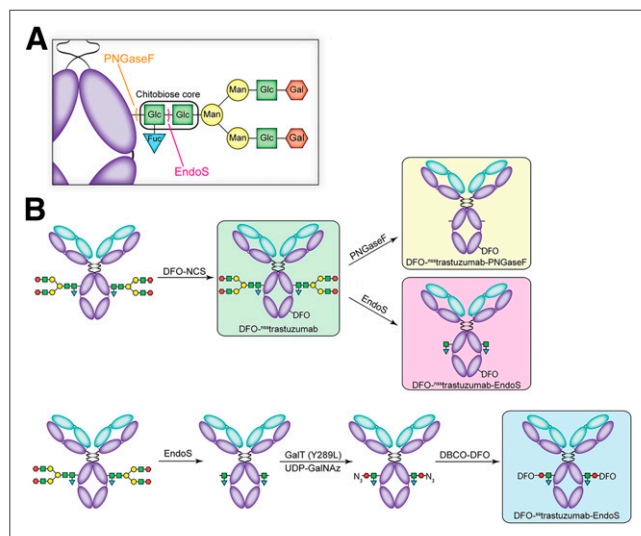 A
PNGaseF
Chitobiose core
Glc Glc Man Man Glc Gal
Fuc
Man Glc Gal
EndoS
B
DFO-NCS
DFO
DFO-nsstrastuzumab
PNGaseF
EndoS
DFO
DFO-nsstrastuzumab-PNGaseF
DFO
DFO-nsstrastuzumab-EndoS
EndoS
GalT (Y289L)
UDP-GalNAz
N3 N3
DBCO-DFO
DFO DFO
DFO-sstrastuzumab-EndoS